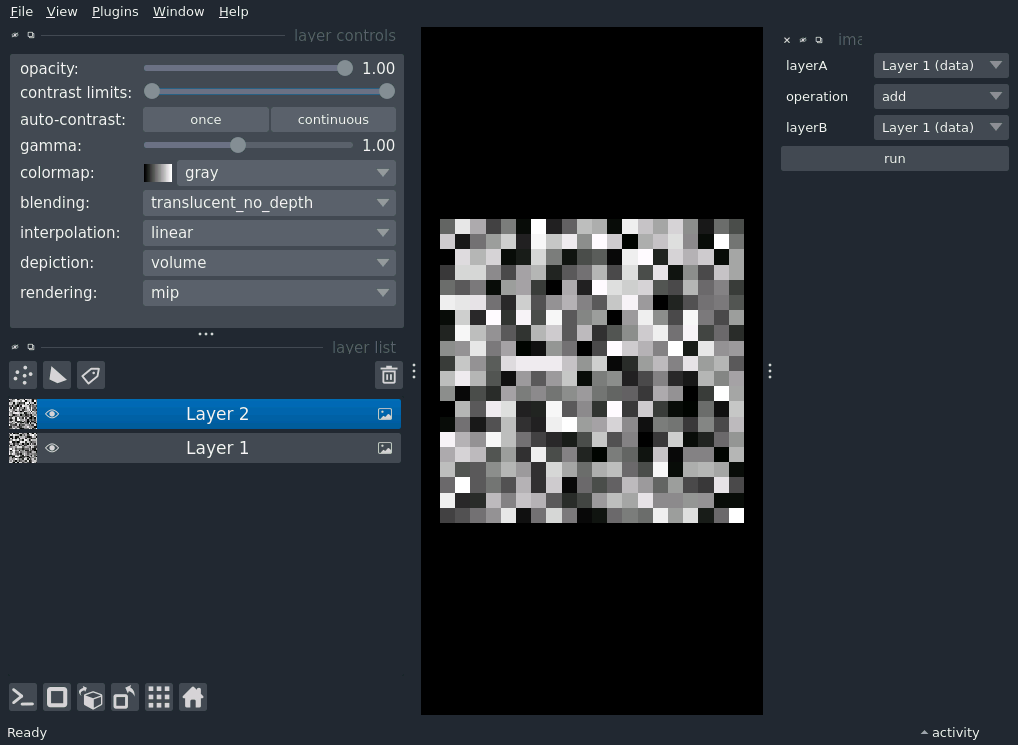 File View Plugins Window Help
layer controls
opacity: 1.00
contrast limits:
auto-contrast: once continuous
gamma: 1.00
colormap: gray
blending: translucent_no_depth
interpolation: linear
depiction: volume
rendering: mip
layer list
Layer 2
Layer 1
ima
layerA Layer 1 (data)
operation add
layerB Layer 1 (data)
run
Ready
activity